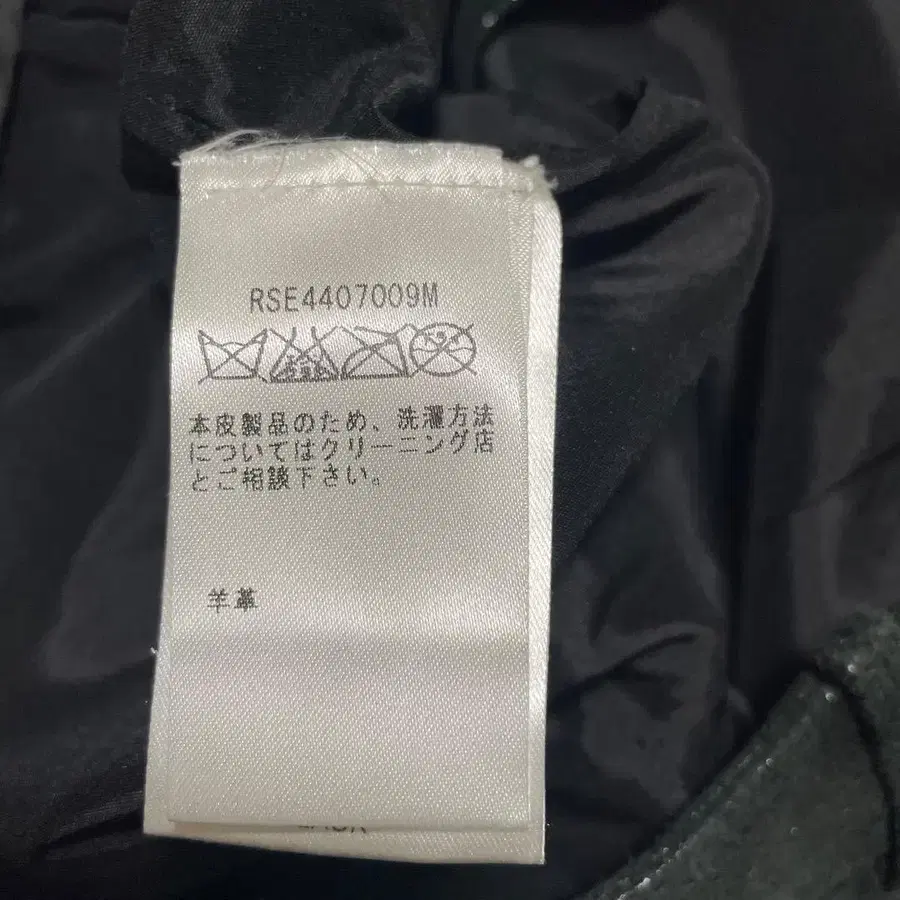 RSE4407009M
本皮製品のため、洗濯方法
についてはクリーニング店
とご相談下さい。
羊革